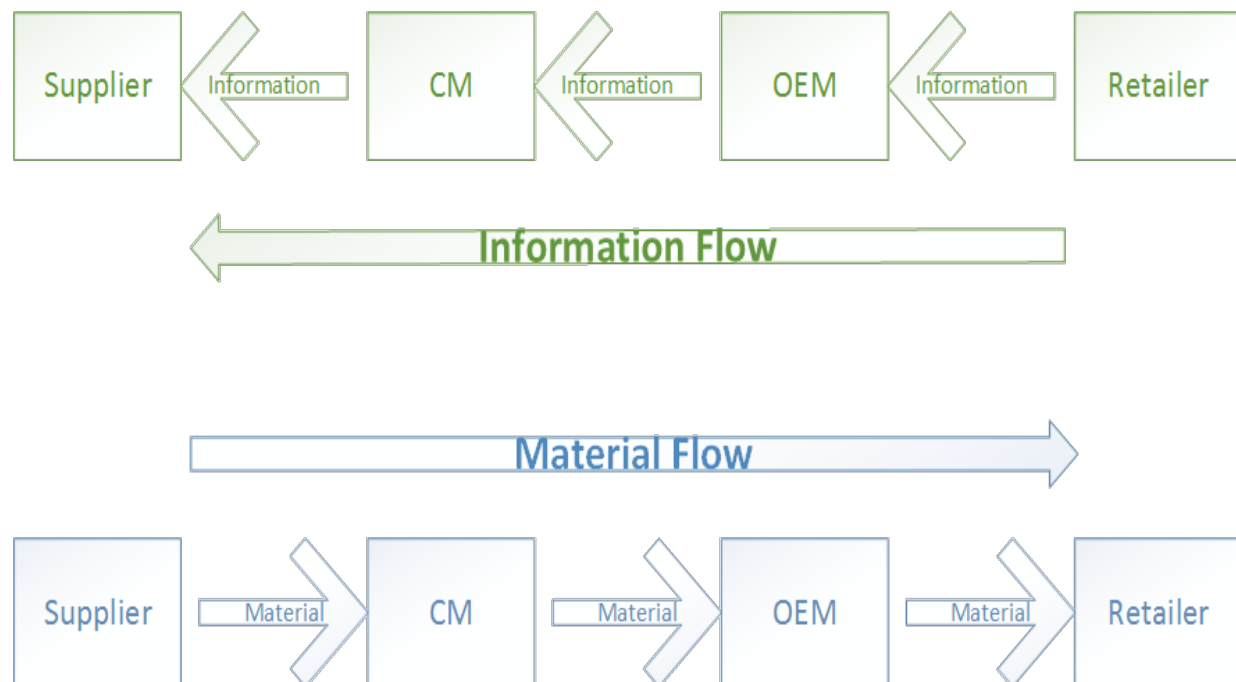 Supplier
Information
CM
Information
OEM
Information
Retailer
Information Flow
Material Flow
Supplier
Material
CM
Material
OEM
Material
Retailer